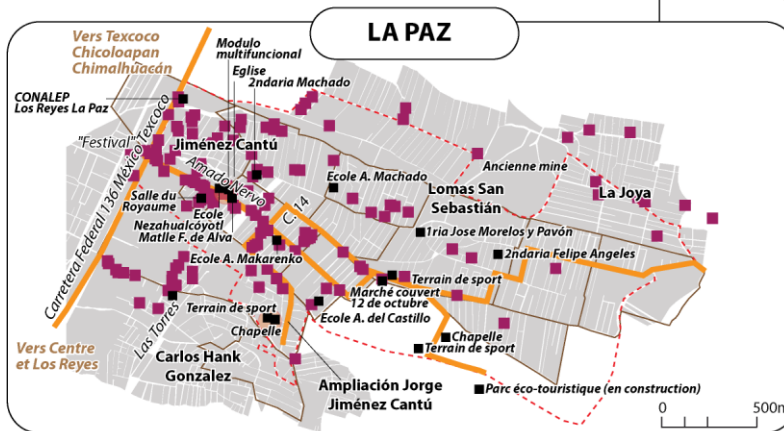 LA PAZ
Vers Texcoco
Chicoloapan
Chimalhuacán
Modulo
multifuncional
Eglise
2ndaria Machado
CONALEP
Los Reyes La Paz
"Festival"
Jiménez Cantú
Carretera Federal 136 México Texcoco
Amado Nervo
C. 14
Ancienne mine
Ecole A. Machado
Lomas San
Sebastián
La Joya
Salle du
Royaume
Ecole
Nezahualcóyotl
Matlle F. de Alva
1ria Jose Morelos y Pavón
2ndaria Felipe Angeles
Ecole A. Makarenko
Terrain de sport
Marché couvert
12 de octubre
Ecole A. del Castillo
Terrain de sport
Chapelle
Las Torres
Chapelle
Terrain de sport
Vers Centre
et Los Reyes
Carlos Hank
Gonzalez
Ampliación Jorge
Jiménez Cantú
Parc éco-touristique (en construction)
0
500m